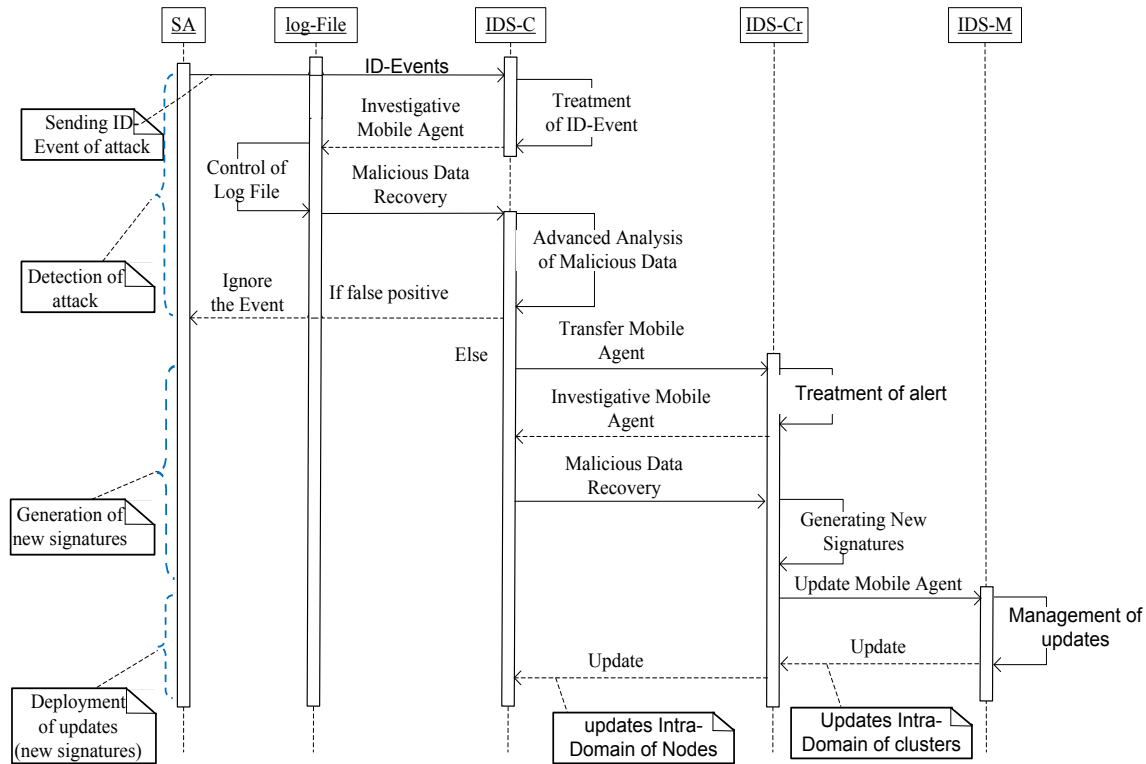 SA
log-File
IDS-C
IDS-Cr
IDS-M
ID-Events
Sending ID-
Event of attack
Investigative
Mobile Agent
Treatment
of ID-Event
Control of
Log File
Malicious Data
Recovery
Advanced Analysis
of Malicious Data
Detection of
attack
Ignore
the Event
If false positive
Else
Transfer Mobile
Agent
Treatment of alert
Investigative Mobile
Agent
Malicious Data
Recovery
Generation of
new signatures
Generating New
Signatures
Update Mobile Agent
Management of
updates
Update
Update
Deployment
of updates
(new signatures)
updates Intra-
Domain of Nodes
Updates Intra-
Domain of clusters